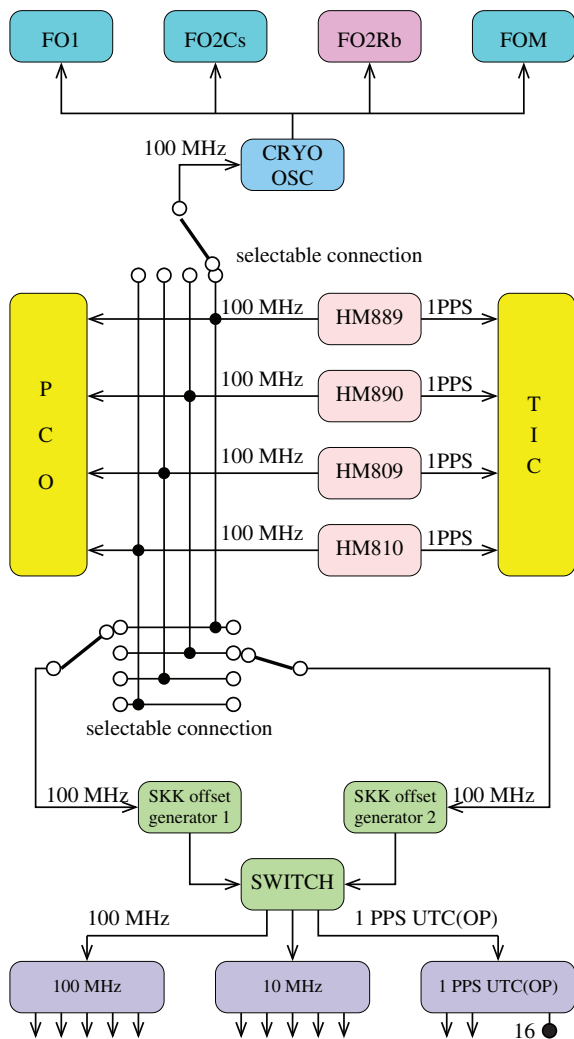 FO1
FO2Cs
FO2Rb
FOM
100 MHz
CRYO
OSC
selectable connection
100 MHz
HM889
1PPS
P
C
O
100 MHz
HM890
1PPS
T
I
C
100 MHz
HM809
1PPS
100 MHz
HM810
1PPS
selectable connection
100 MHz
SKK offset
generator 1
SKK offset
generator 2
100 MHz
SWITCH
100 MHz
1 PPS UTC(OP)
100 MHz
10 MHz
1 PPS UTC(OP)
16